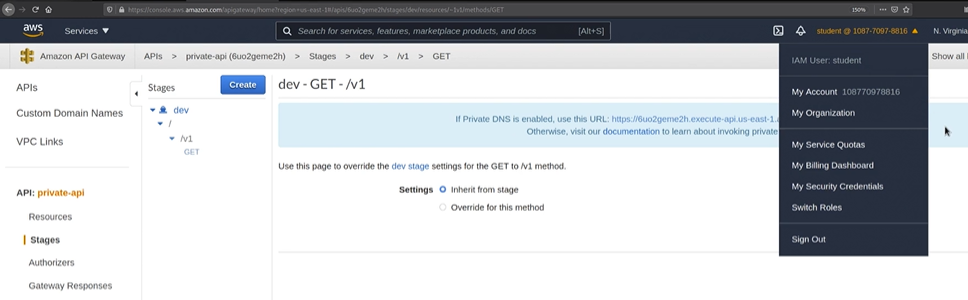 https://console.aws.amazon.com/apigateway/home?region=us-east-1#/apis/6uo2geme2h/stages/dev/resources/~1v1/methods/GET
150%
aws
Services
Search for services, features, marketplace products, and docs
[Alt+S]
student @ 1087-7097-8816
N. Virginia
Amazon API Gateway
APIs > private-api (6uo2geme2h) > Stages > dev > /v1 > GET
Show all
IAM User: student
My Account 108770978816
My Organization
My Service Quotas
My Billing Dashboard
My Security Credentials
Switch Roles
Sign Out
APIs
Custom Domain Names
VPC Links
API: private-api
Resources
Stages
Authorizers
Gateway Responses
Stages
Create
dev
/
/v1
GET
dev - GET - /v1
If Private DNS is enabled, use this URL: https://6uo2geme2h.execute-api.us-east-1.
Otherwise, visit our documentation to learn about invoking private
Use this page to override the dev stage settings for the GET to /v1 method.
Settings
Inherit from stage
Override for this method